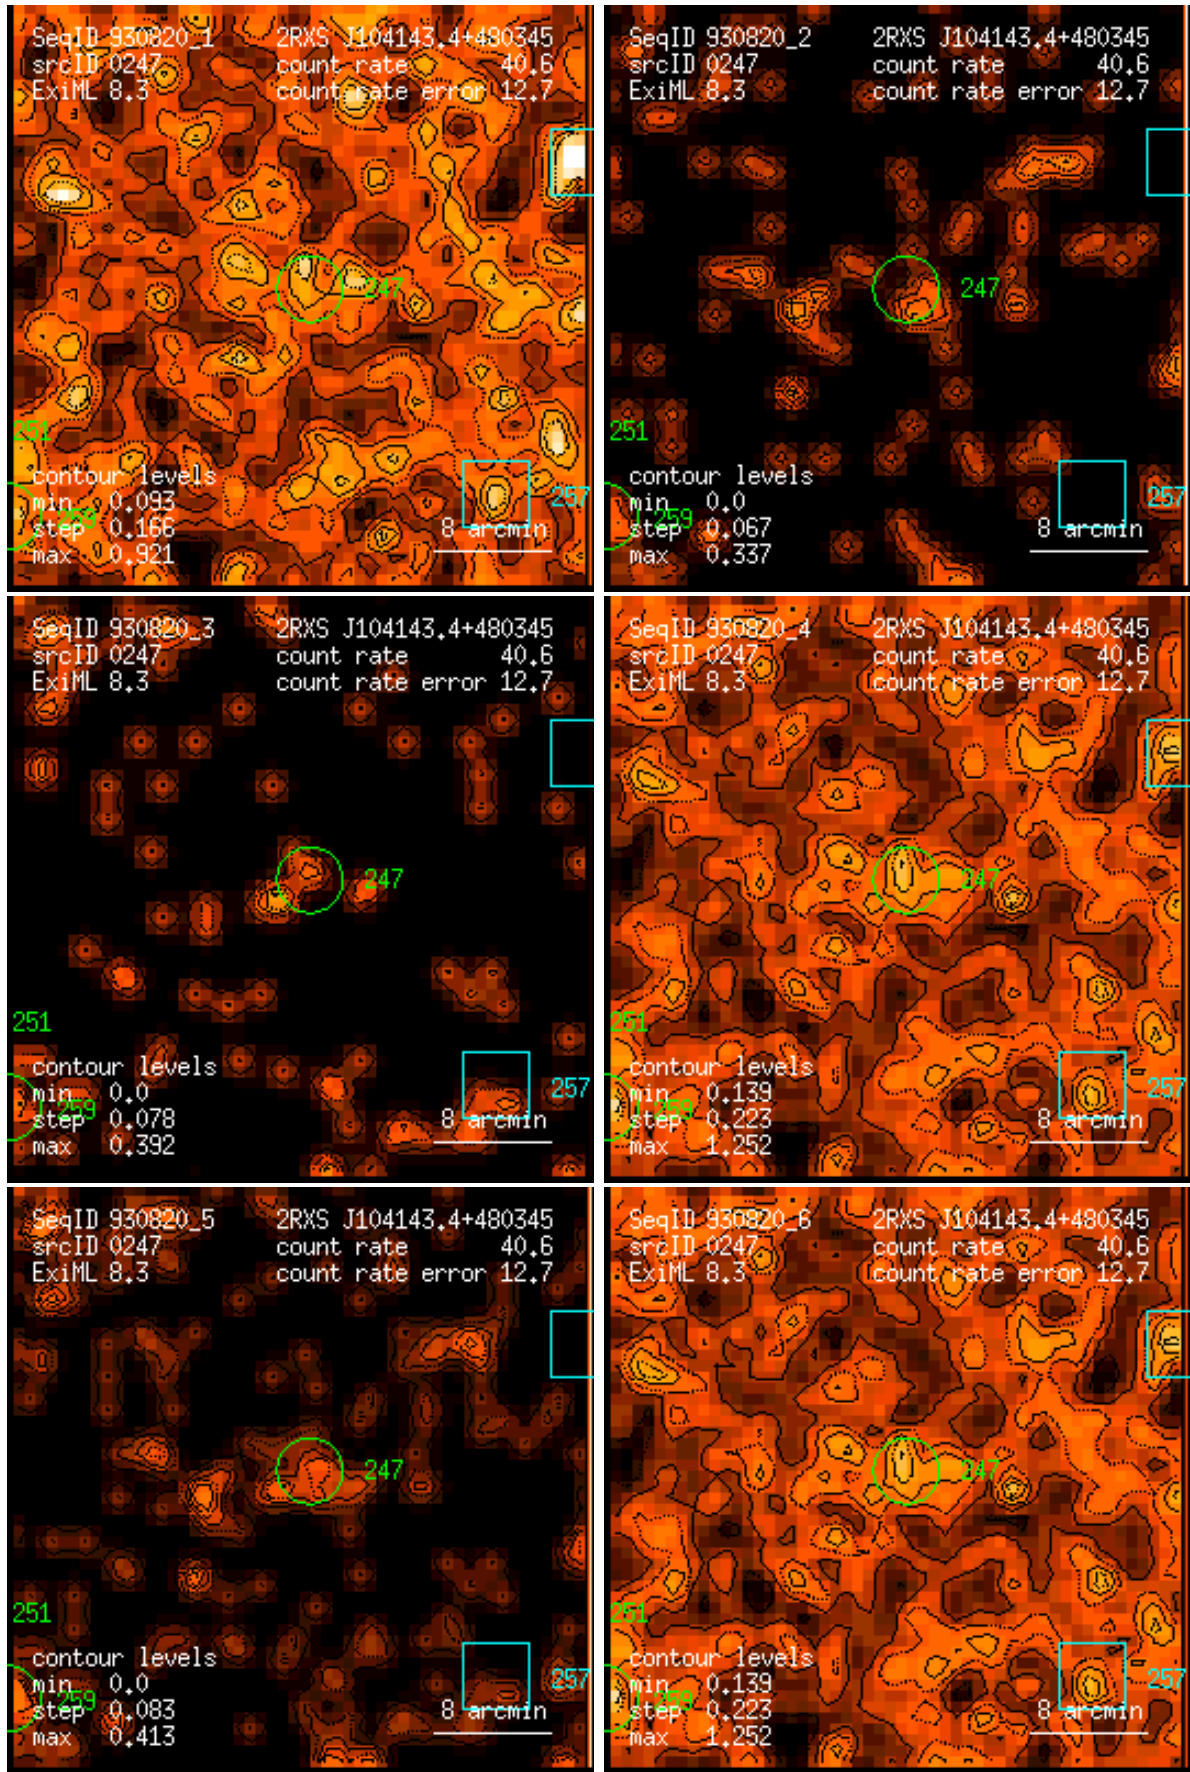 SeqID 930820_1 2RXS J104143.4+480345
srcID 0247 count rate 40.6
ExiML 8.3 count rate error 12.7
247
251
contour levels
min 0.093
257
259
step 0.166
8 arcmin
max 0.921
SeqID 930820_2 2RXS J104143.4+480345
srcID 0247 count rate 40.6
ExiML 8.3 count rate error 12.7
247
251
contour levels
min 0.0
257
259
step 0.067
8 arcmin
max 0.337
SeqID 930820_3 2RXS J104143.4+480345
srcID 0247 count rate 40.6
ExiML 8.3 count rate error 12.7
247
251
contour levels
min 0.0
257
259
step 0.078
8 arcmin
max 0.392
SeqID 930820_4 2RXS J104143.4+480345
srcID 0247 count rate 40.6
ExiML 8.3 count rate error 12.7
247
251
contour levels
min 0.139
257
259
step 0.223
8 arcmin
max 1.252
SeqID 930820_5 2RXS J104143.4+480345
srcID 0247 count rate 40.6
ExiML 8.3 count rate error 12.7
247
251
contour levels
min 0.0
257
259
step 0.083
8 arcmin
max 0.413
SeqID 930820_6 2RXS J104143.4+480345
srcID 0247 count rate 40.6
ExiML 8.3 count rate error 12.7
247
251
contour levels
min 0.139
257
259
step 0.223
8 arcmin
max 1.252